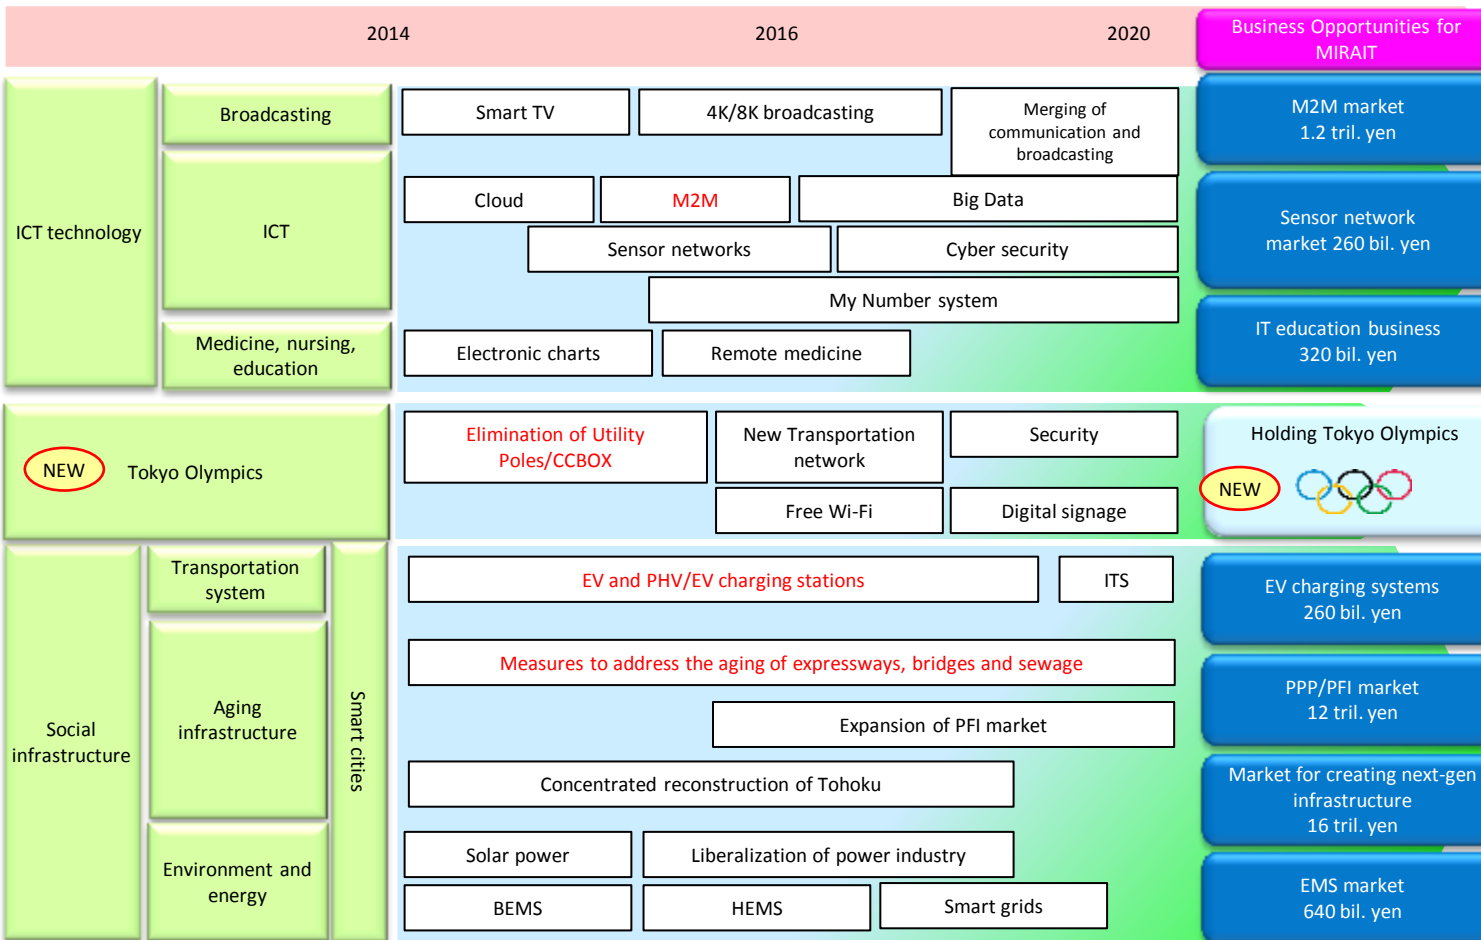 2014
2016
2020
Business Opportunities for
MIRAIT
ICT technology
Broadcasting
Smart TV
4K/8K broadcasting
Merging of
communication and
broadcasting
M2M market
1.2 tril. yen
ICT
Cloud
M2M
Big Data
Sensor networks
Cyber security
My Number system
Sensor network
market 260 bil. yen
Medicine, nursing,
education
Electronic charts
Remote medicine
IT education business
320 bil. yen
NEW
Tokyo Olympics
Elimination of Utility
Poles/CCBOX
New Transportation
network
Security
Free Wi-Fi
Digital signage
Holding Tokyo Olympics
NEW
Social
infrastructure
Smart cities
Transportation
system
EV and PHV/EV charging stations
ITS
EV charging systems
260 bil. yen
Aging
infrastructure
Measures to address the aging of expressways, bridges and sewage
Expansion of PFI market
Concentrated reconstruction of Tohoku
PPP/PFI market
12 tril. yen
Market for creating next-gen
infrastructure
16 tril. yen
Environment and
energy
Solar power
Liberalization of power industry
BEMS
HEMS
Smart grids
EMS market
640 bil. yen